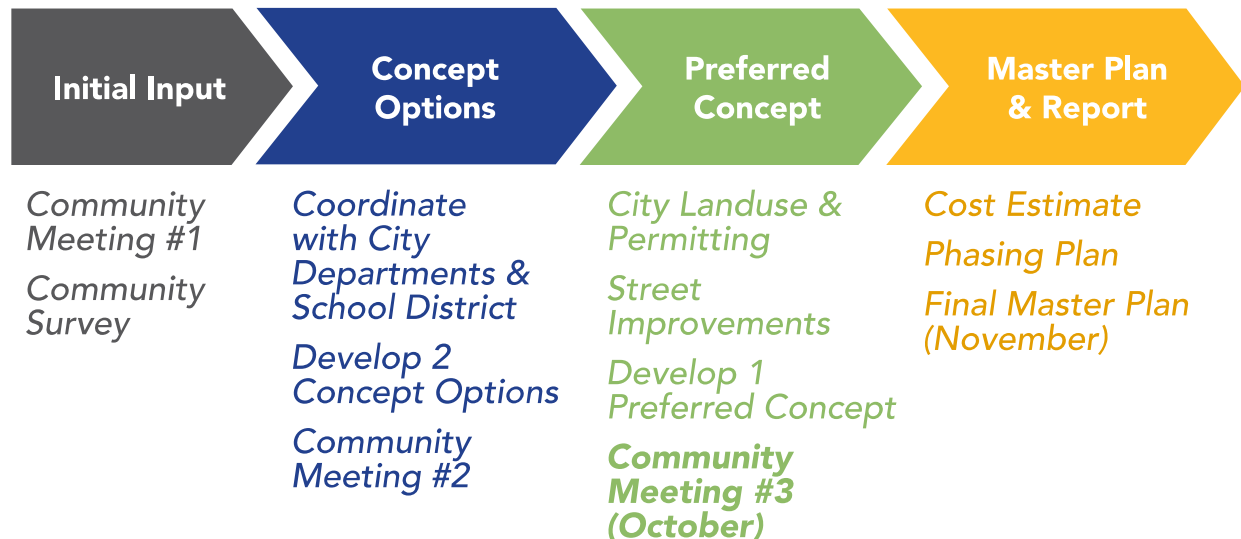 Initial Input
Concept
Options
Preferred
Concept
Master Plan
& Report
Community
Meeting #1
Community
Survey
Coordinate
with City
Departments &
School District
Develop 2
Concept Options
Community
Meeting #2
City Landuse &
Permitting
Street
Improvements
Develop 1
Preferred Concept
Community
Meeting #3
(October)
Cost Estimate
Phasing Plan
Final Master Plan
(November)